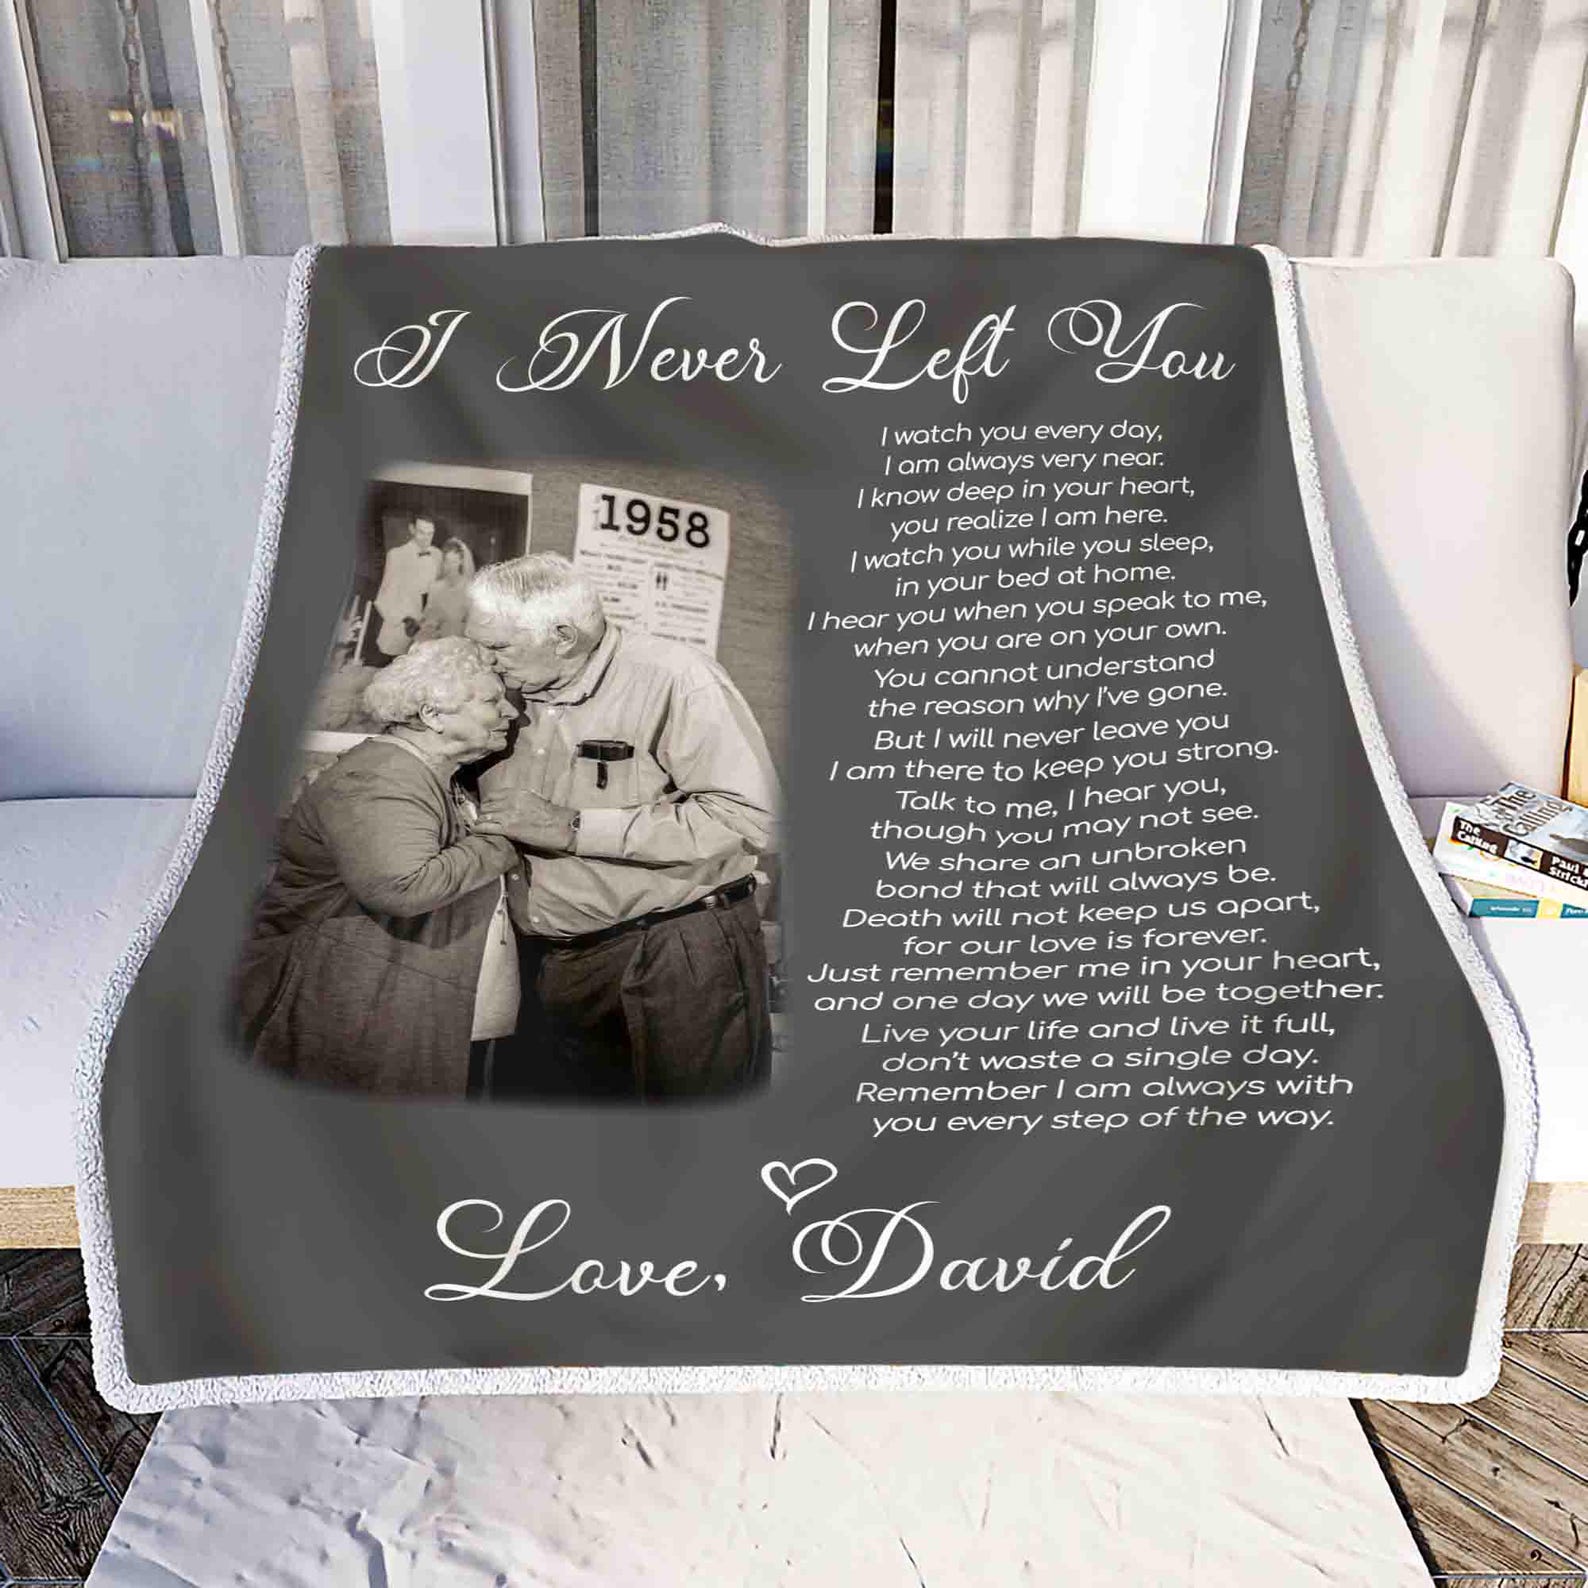 I Never Left You
I watch you every day,
I am always very near.
I know deep in your heart,
you realize I am here.
I watch you while you sleep,
in your bed at home.
I hear you when you speak to me,
when you are on your own.
You cannot understand
the reason why I've gone.
But I will never leave you
I am there to keep you strong.
Talk to me, I hear you,
though you may not see.
We share an unbroken
bond that will always be.
Death will not keep us apart,
for our love is forever.
Just remember me in your heart,
and one day we will be together.
Live your life and live it full,
don't waste a single day.
Remember I am always with
you every step of the way.
Love, David
1958
The
Paul